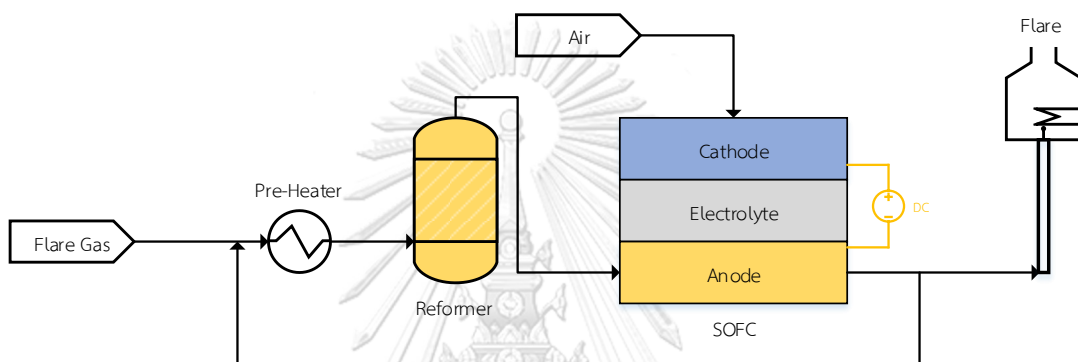 Air
Flare
Cathode
Pre-Heater
Electrolyte
+
DC
-
Flare Gas
Anode
Reformer
SOFC